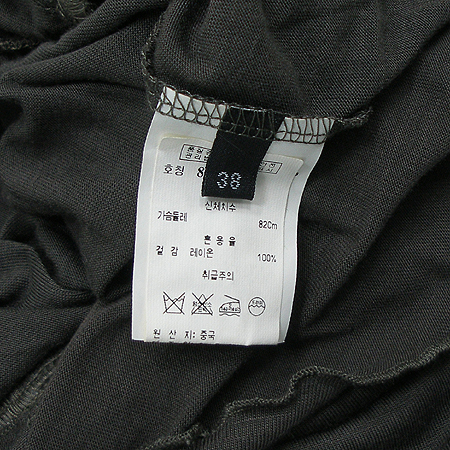 호칭 8
38
신체치수
가슴둘레 82Cm
혼용율
겉감 레이온 100%
취급주의
원산지: 중국